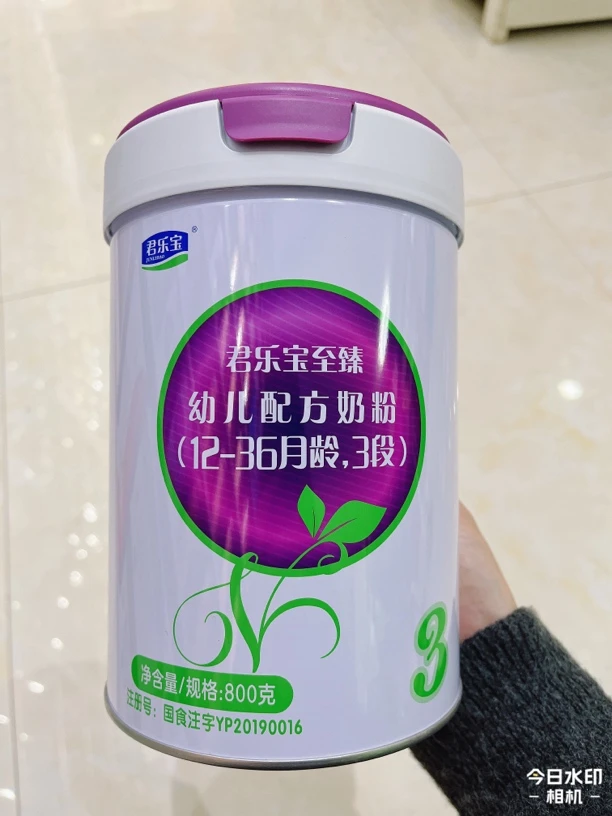 君乐宝
JUNLEBAO
®
君乐宝至臻
幼儿配方奶粉
(12-36月龄,3段)
净含量/规格:800克
注册号：国食注字YP20190016
3
今日水印
- 相机 -